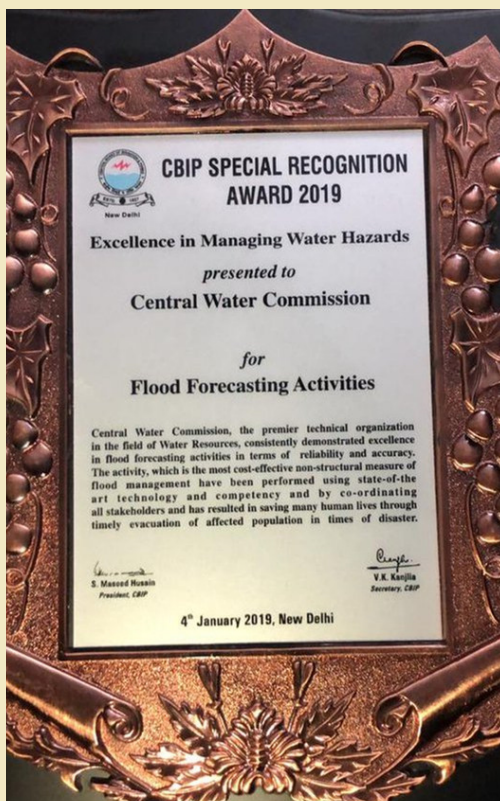 CBIP SPECIAL RECOGNITION
AWARD 2019
New Delhi
Excellence in Managing Water Hazards
presented to
Central Water Commission
for
Flood Forecasting Activities
Central Water Commission, the premier technical organization
in the field of Water Resources, consistently demonstrated excellence
in flood forecasting activities in terms of reliability and accuracy.
The activity, which is the most cost-effective non-structural measure of
flood management have been performed using state-of-the
art technology and competency and by co-ordinating
all stakeholders and has resulted in saving many human lives through
timely evacuation of affected population in times of disaster.
S. Masood Husain
President, CBIP
V.K. Kanjlia
Secretary, CBIP
4th January 2019, New Delhi